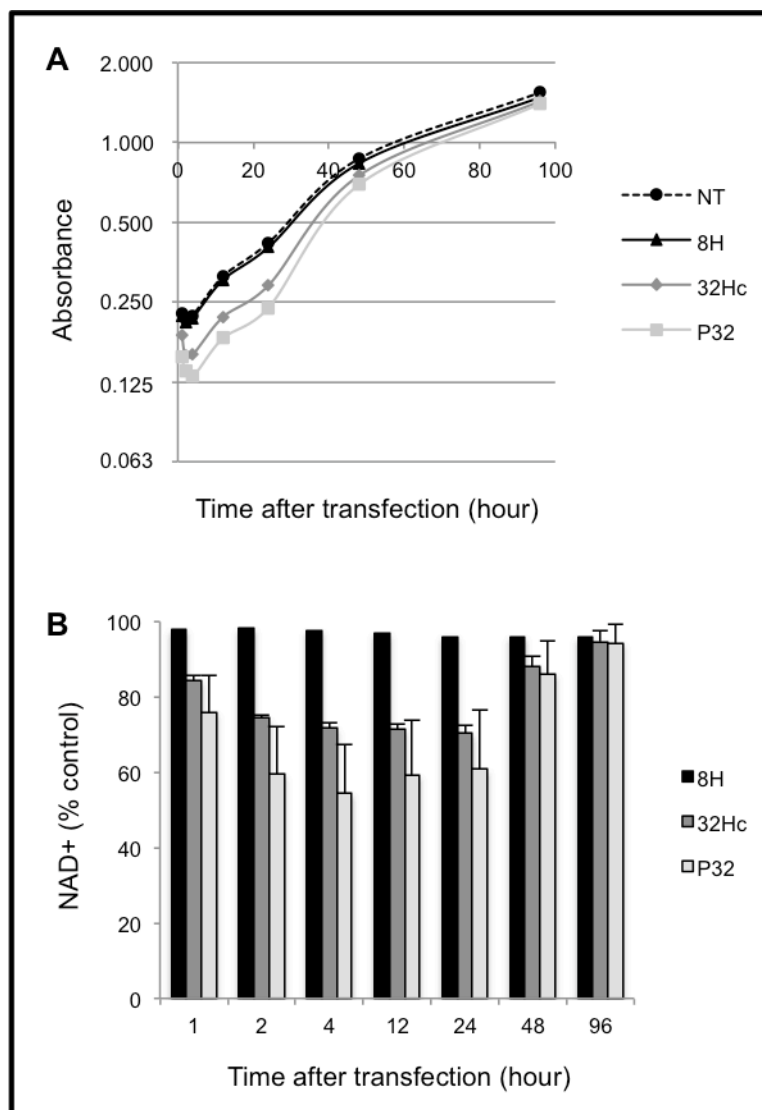 A
2.000
1.000
0.500
0.250
0.125
0.063
0 20 40 60 80 100
Absorbance
Time after transfection (hour)
NT
8H
32Hc
P32
B
100
80
60
40
20
0
NAD+ (% control)
1 2 4 12 24 48 96
Time after transfection (hour)
8H
32Hc
P32